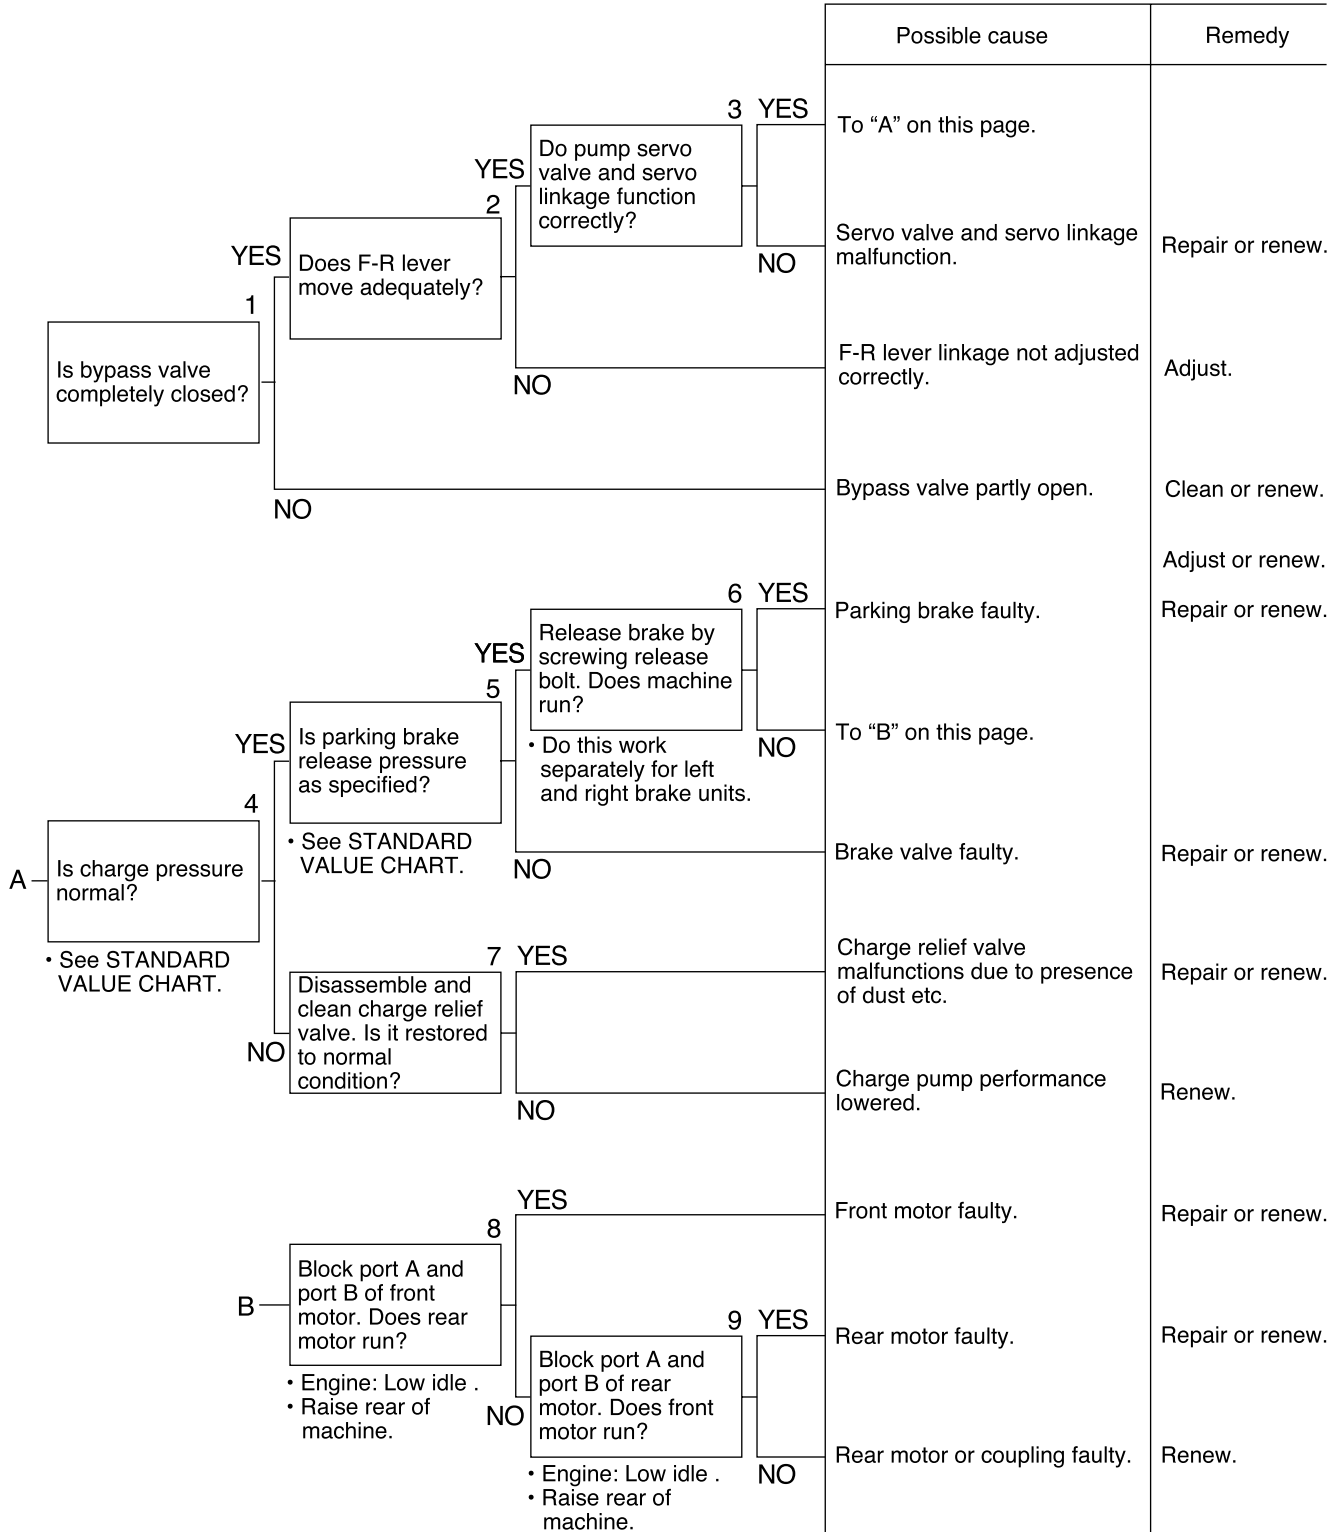 Possible cause
Remedy
3 YES
To “A” on this page.
Do pump servo
valve and servo
linkage function
correctly?
YES
2
Servo valve and servo linkage
malfunction.
Repair or renew.
NO
YES
Does F-R lever
move adequately?
1
F-R lever linkage not adjusted
correctly.
Adjust.
NO
Is bypass valve
completely closed?
Bypass valve partly open.
Clean or renew.
NO
Adjust or renew.
6 YES
Parking brake faulty.
Repair or renew.
Release brake by
screwing release
bolt. Does machine
run?
YES
5
To “B” on this page.
NO
• Do this work
separately for left
and right brake units.
YES
Is parking brake
release pressure
as specified?
4
• See STANDARD
VALUE CHART.
Brake valve faulty.
Repair or renew.
NO
A
Is charge pressure
normal?
• See STANDARD
VALUE CHART.
7 YES
Charge relief valve
malfunctions due to presence
of dust etc.
Repair or renew.
Disassemble and
clean charge relief
valve. Is it restored
to normal
condition?
NO
Charge pump performance
lowered.
Renew.
NO
YES
Front motor faulty.
Repair or renew.
8
B
Block port A and
port B of front
motor. Does rear
motor run?
• Engine: Low idle .
• Raise rear of
machine.
9 YES
Rear motor faulty.
Repair or renew.
NO
Block port A and
port B of rear
motor. Does front
motor run?
Rear motor or coupling faulty.
Renew.
NO
• Engine: Low idle .
• Raise rear of
machine.